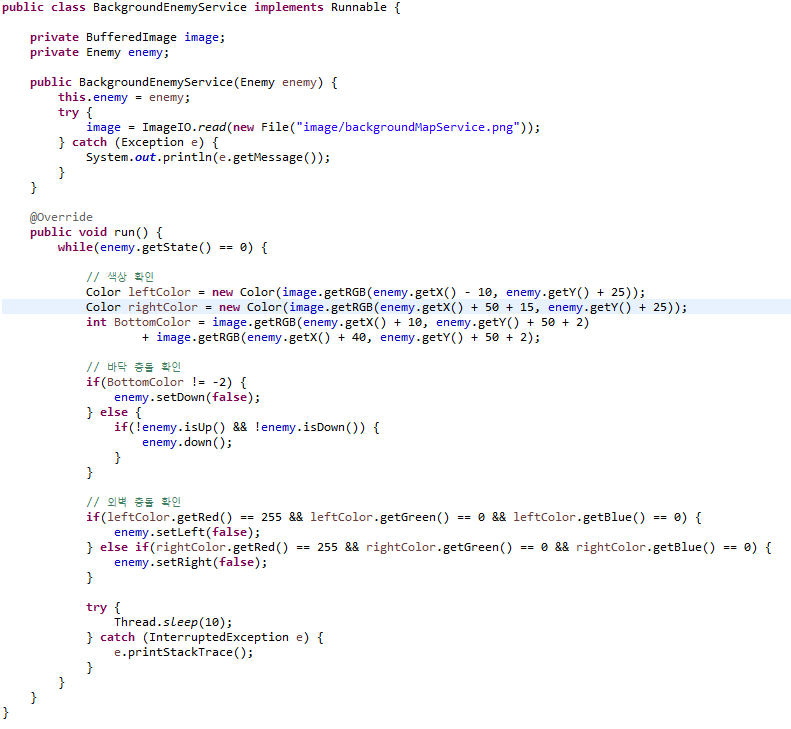 public class BackgroundEnemyService implements Runnable {
private BufferedImage image;
private Enemy enemy;
public BackgroundEnemyService(Enemy enemy) {
this.enemy = enemy;
try {
image = ImageIO.read(new File("image/backgroundMapService.png"));
} catch (Exception e) {
System.out.println(e.getMessage());
}
}
@Override
public void run() {
while(enemy.getState() == 0) {
// 색상 확인
Color leftColor = new Color(image.getRGB(enemy.getX() - 10, enemy.getY() + 25));
Color rightColor = new Color(image.getRGB(enemy.getX() + 50 + 15, enemy.getY() + 25));
int BottomColor = image.getRGB(enemy.getX() + 10, enemy.getY() + 50 + 2)
+ image.getRGB(enemy.getX() + 40, enemy.getY() + 50 + 2);
// 바닥 충돌 확인
if(BottomColor != -2) {
enemy.setDown(false);
} else {
if(!enemy.isUp() && !enemy.isDown()) {
enemy.down();
}
}
// 외벽 충돌 확인
if(leftColor.getRed() == 255 && leftColor.getGreen() == 0 && leftColor.getBlue() == 0) {
enemy.setLeft(false);
} else if(rightColor.getRed() == 255 && rightColor.getGreen() == 0 && rightColor.getBlue() == 0) {
enemy.setRight(false);
}
try {
Thread.sleep(10);
} catch (InterruptedException e) {
e.printStackTrace();
}
}
}
}